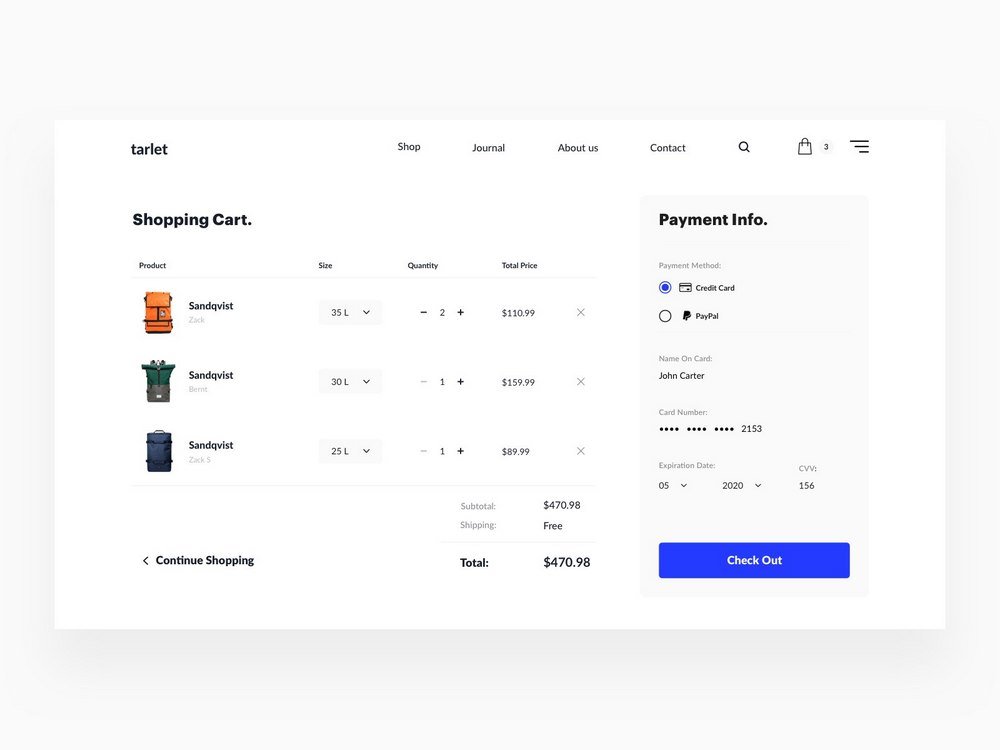 tarlet
Shop Journal About us Contact 3
Shopping Cart.
Product Size Quantity Total Price
Sandqvist
Zack
35 L 2 $110.99
Sandqvist
Bernt
30 L 1 $159.99
Sandqvist
Zack S
25 L 1 $89.99
Subtotal: $470.98
Shipping: Free
Total: $470.98
Continue Shopping
Payment Info.
Payment Method:
Credit Card
PayPal
Name On Card:
John Carter
Card Number:
•••• •••• •••• 2153
Expiration Date: CVV:
05 2020 156
Check Out